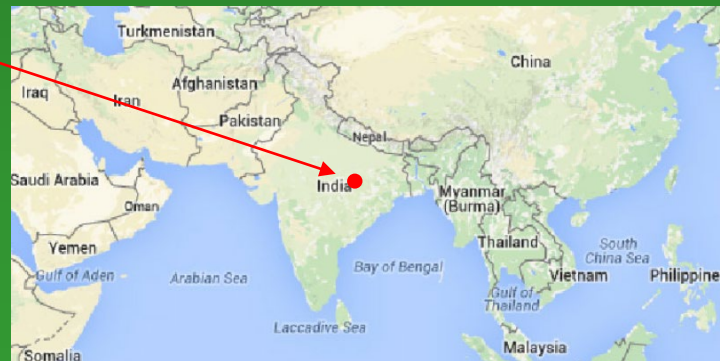 Turkmenistan
China
Afghanistan
Iraq
Iran
Pakistan
Nepal
Saudi Arabia
India
Oman
Myanmar
(Burma)
Yemen
Thailand
South
China Sea
Gulf of Aden
Arabian Sea
Bay of Bengal
Vietnam
Philippine
Gulf of
Thailand
Laccadive Sea
Somalia
Malaysia